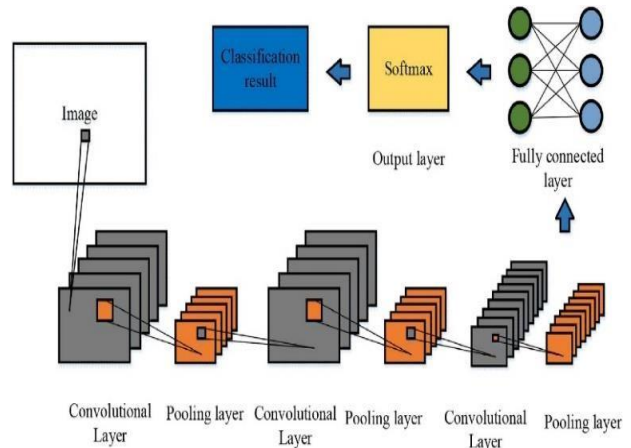 Image
Classification
result
Softmax
Output layer
Fully connected
layer
Convolutional
Layer
Pooling layer
Convolutional
Layer
Pooling layer
Convolutional
Layer
Pooling layer